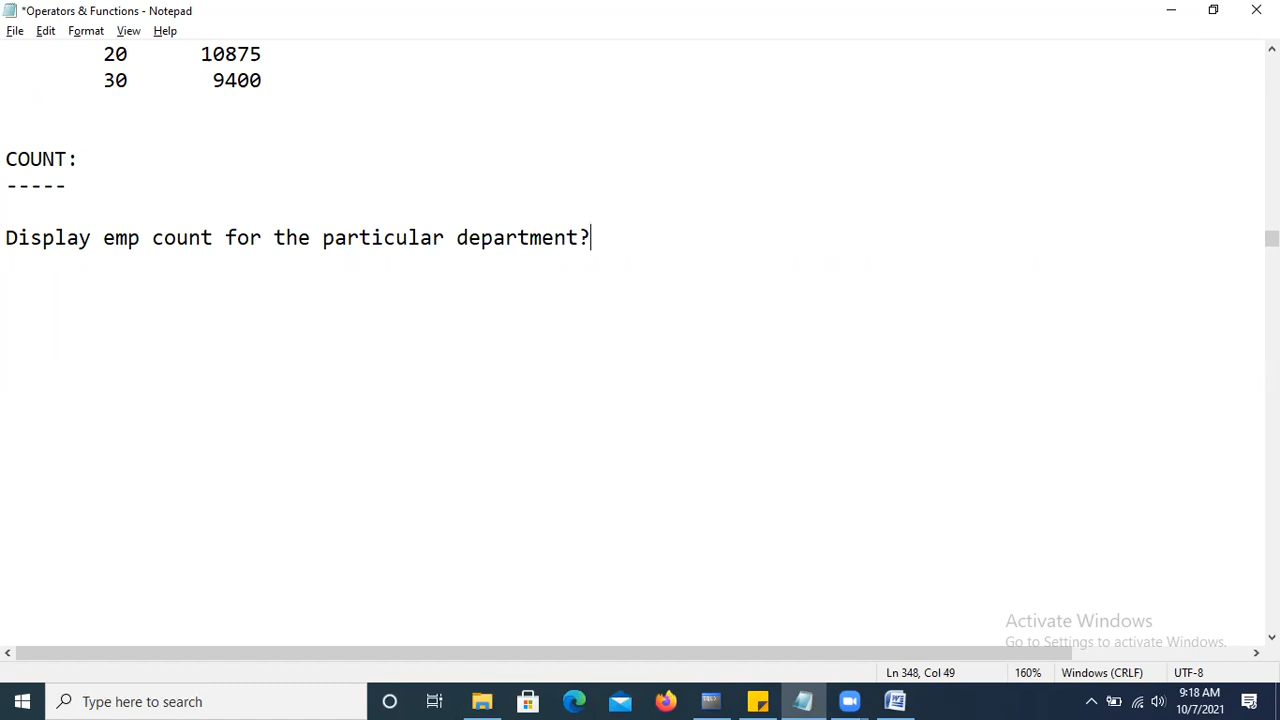 *Operators & Functions - Notepad
File Edit Format View Help
20 10875
30 9400
COUNT:
-----
Display emp count for the particular department?
Activate Windows
Go to Settings to activate Windows.
Ln 348, Col 49 160% Windows (CRLF) UTF-8
Type here to search
9:18 AM
10/7/2021